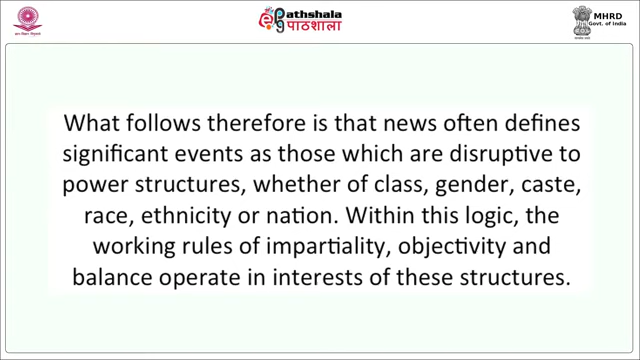 ePathshala
पाठशाला
MHRD
Govt. of India
What follows therefore is that news often defines
significant events as those which are disruptive to
power structures, whether of class, gender, caste,
race, ethnicity or nation. Within this logic, the
working rules of impartiality, objectivity and
balance operate in interests of these structures.